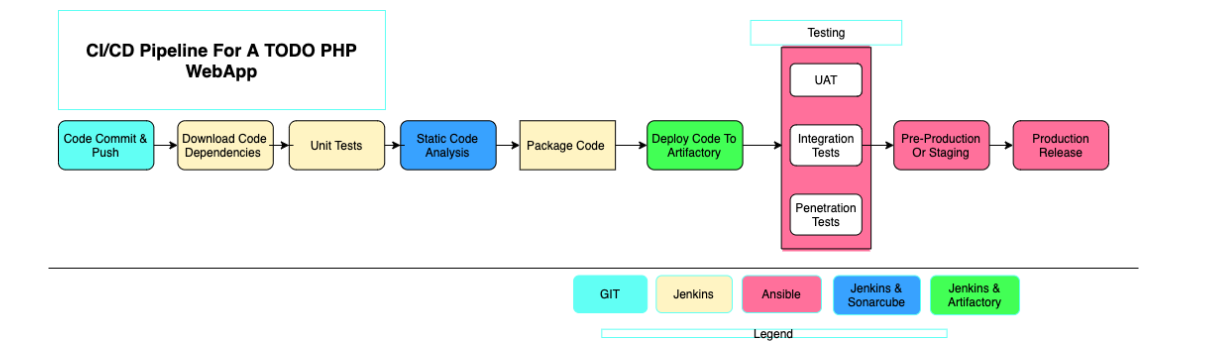 CI/CD Pipeline For A TODO PHP
WebApp
Testing
UAT
Code Commit &
Push
Download Code
Dependencies
Unit Tests
Static Code
Analysis
Package Code
Deploy Code To
Artifactory
Integration
Tests
Pre-Production
Or Staging
Production
Release
Penetration
Tests
GIT
Jenkins
Ansible
Jenkins &
Sonarcube
Jenkins &
Artifactory
Legend